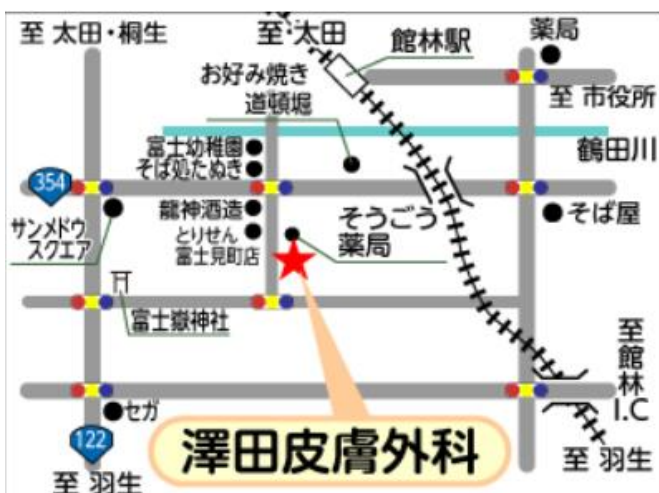 至 太田・桐生
至・太田
館林駅
薬局
お好み焼き
道頓堀
至 市役所
富士幼稚園
そば処たぬき
鶴田川
354
サンメドウ
スクエア
龍神酒造
とりせん
富士見町店
そうごう
薬局
そば屋
富士嶽神社
至館林I.C
セガ
122
至 羽生
澤田皮膚外科
至 羽生